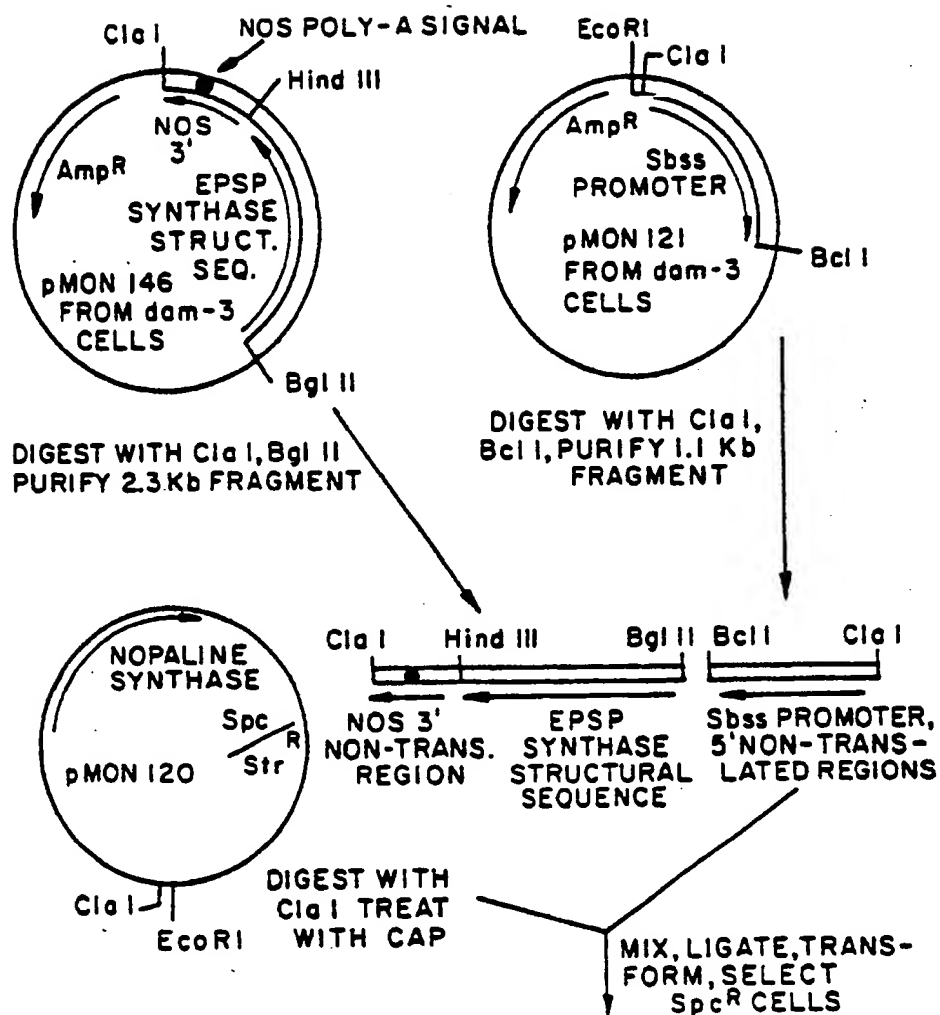 Cla I
NOS POLY-A SIGNAL
Hind III
NOS
3'
AmpR
EPSP
SYNTHASE
STRUCT.
SEQ.
pMON 146
FROM dam-3
CELLS
Bgl II
EcoRI
Cla I
AmpR
Sbss
PROMOTER
pMON 121
FROM dam-3
CELLS
Bcl I
DIGEST WITH Cla I, Bgl II
PURIFY 2.3 Kb FRAGMENT
DIGEST WITH Cla I,
Bcl I, PURIFY 1.1 Kb
FRAGMENT
NOPALINE
SYNTHASE
Spc
R
Str
pMON 120
Cla I
EcoRI
Cla I
Hind III
Bgl II
Bcl I
Cla I
NOS 3'
NON-TRANS.
REGION
EPSP
SYNTHASE
STRUCTURAL
SEQUENCE
Sbss PROMOTER,
5' NON-TRANS-
LATED REGIONS
DIGEST WITH
Cla I TREAT
WITH CAP
MIX, LIGATE, TRANS-
FORM, SELECT
SpcR CELLS